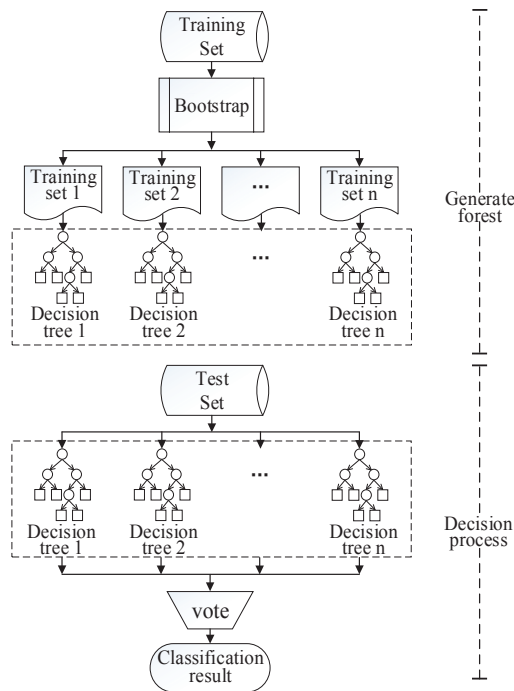 Training
Set
Bootstrap
Training
set 1
Training
set 2
...
Training
set n
Generate
forest
...
Decision
tree 1
Decision
tree 2
Decision
tree n
Test
Set
...
Decision
tree 1
Decision
tree 2
Decision
tree n
Decision
process
vote
Classification
result